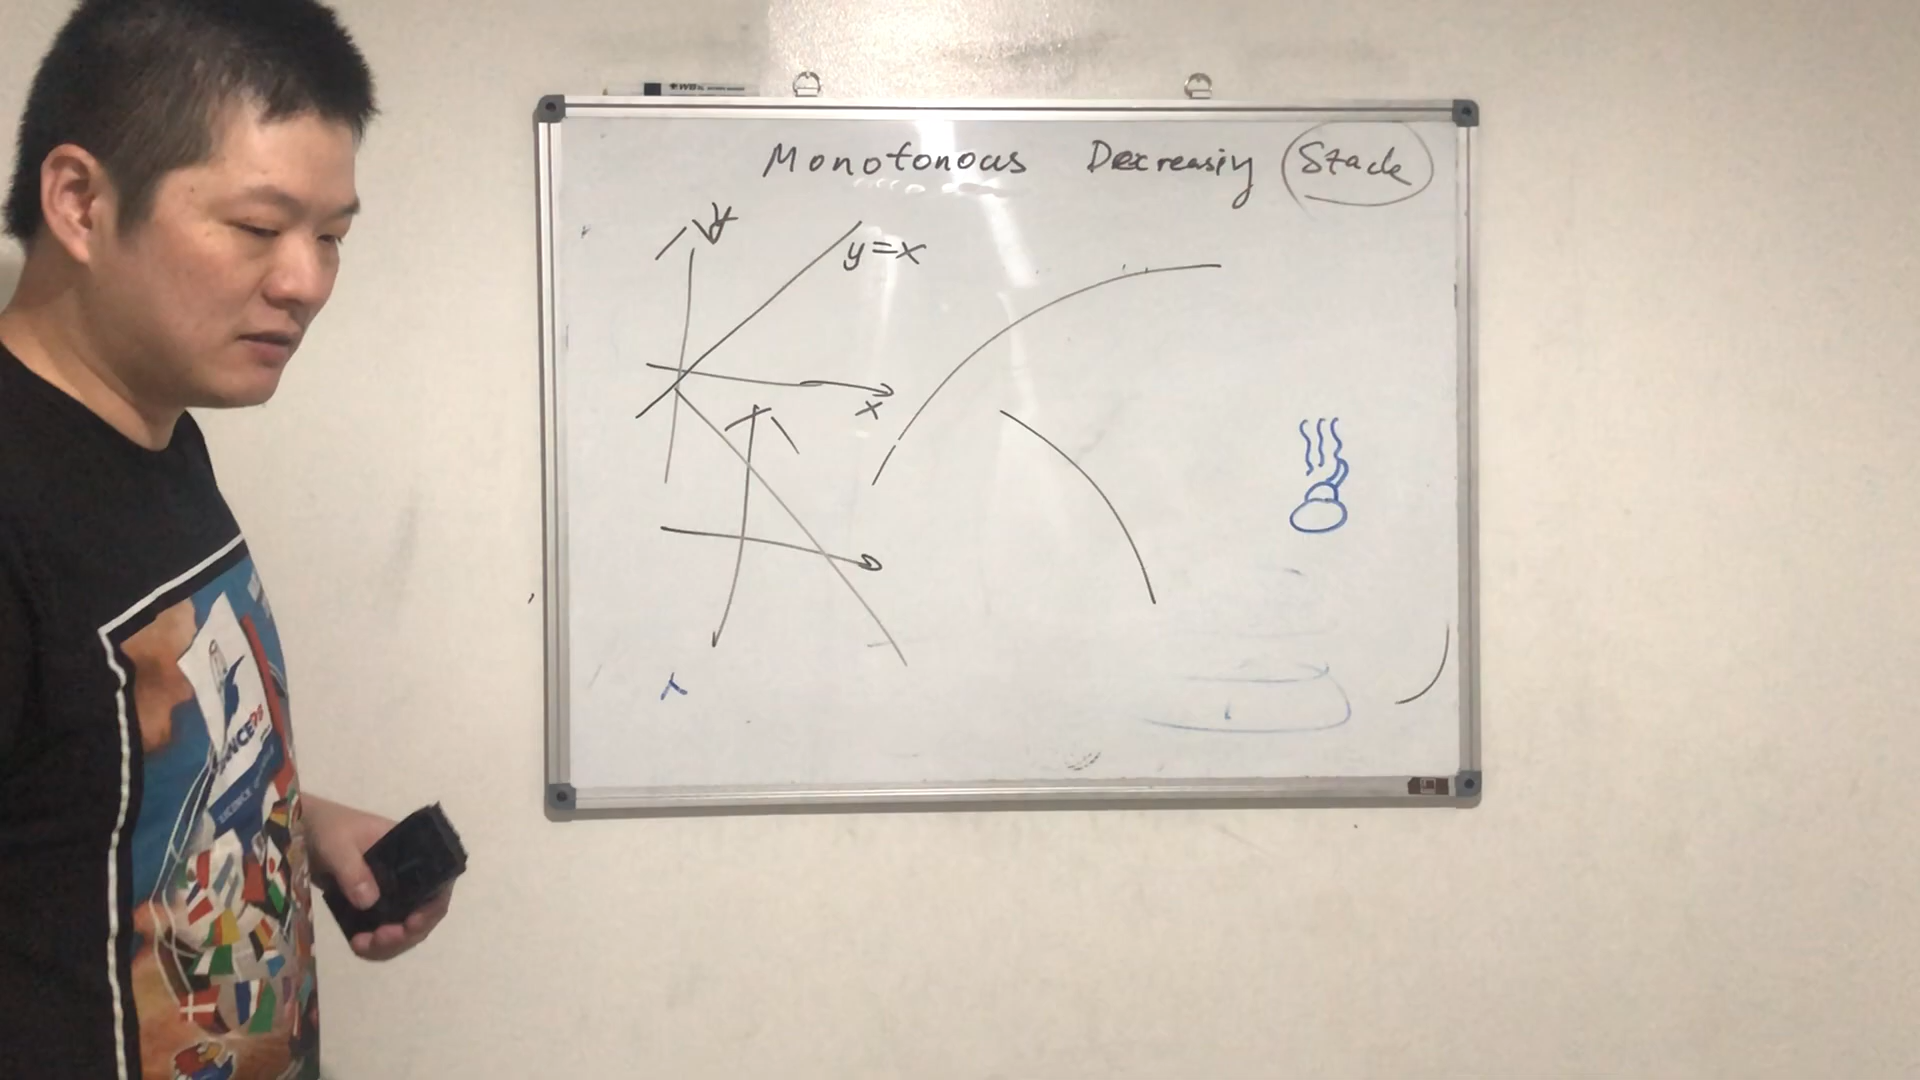 Monotonous Decreasing Stack
y
y=x
x